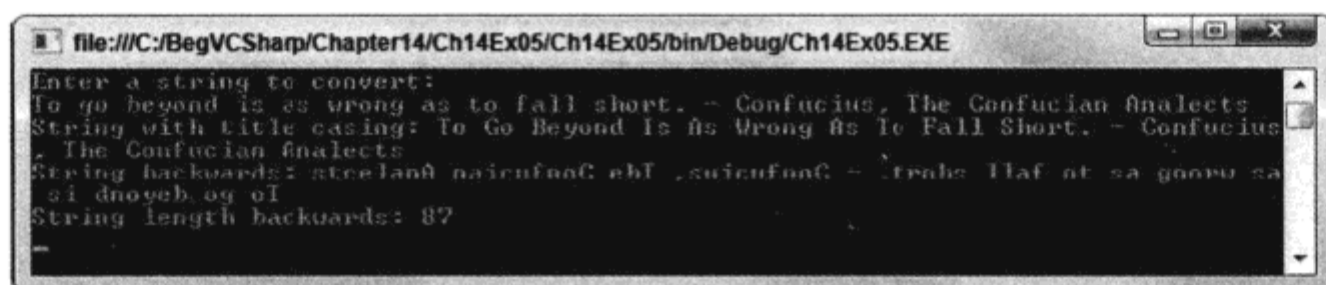 file:///C:/BegVCSharp/Chapter14/Ch14Ex05/Ch14Ex05/bin/Debug/Ch14Ex05.EXE
Enter a string to convert:
To go beyond is as wrong as to fall short. - Confucius, The Confucian Analects
String with title casing: To Go Beyond Is As Wrong As To Fall Short. - Confucius
, The Confucian Analects
String backwards: stcelanA naicufnoC ehT ,suicufnoC - .trohs llaf ot sa gnorw sa
si dnoyeb og oT
String length backwards: 87